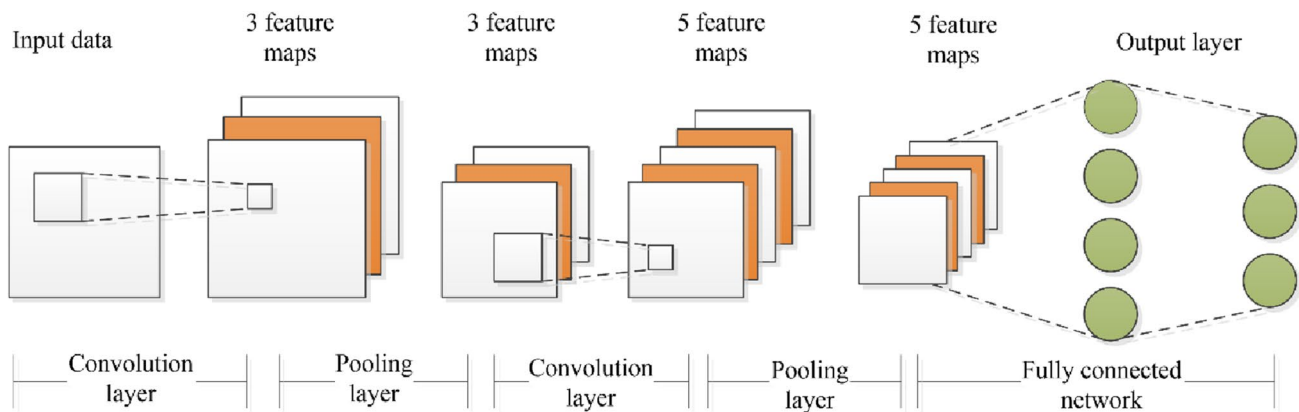 Input data
3 feature
maps
3 feature
maps
5 feature
maps
5 feature
maps
Output layer
Convolution
layer
Pooling
layer
Convolution
layer
Pooling
layer
Fully connected
network